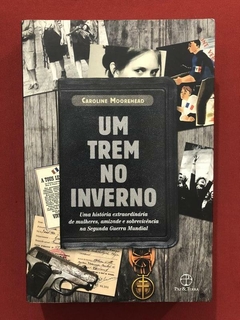 CAROLINE MOOREHEAD
UM
TREM
NO
INVERNO
Uma história extraordinária
de mulheres, amizade e sobrevivência
na Segunda Guerra Mundial
PAZ & TERRA